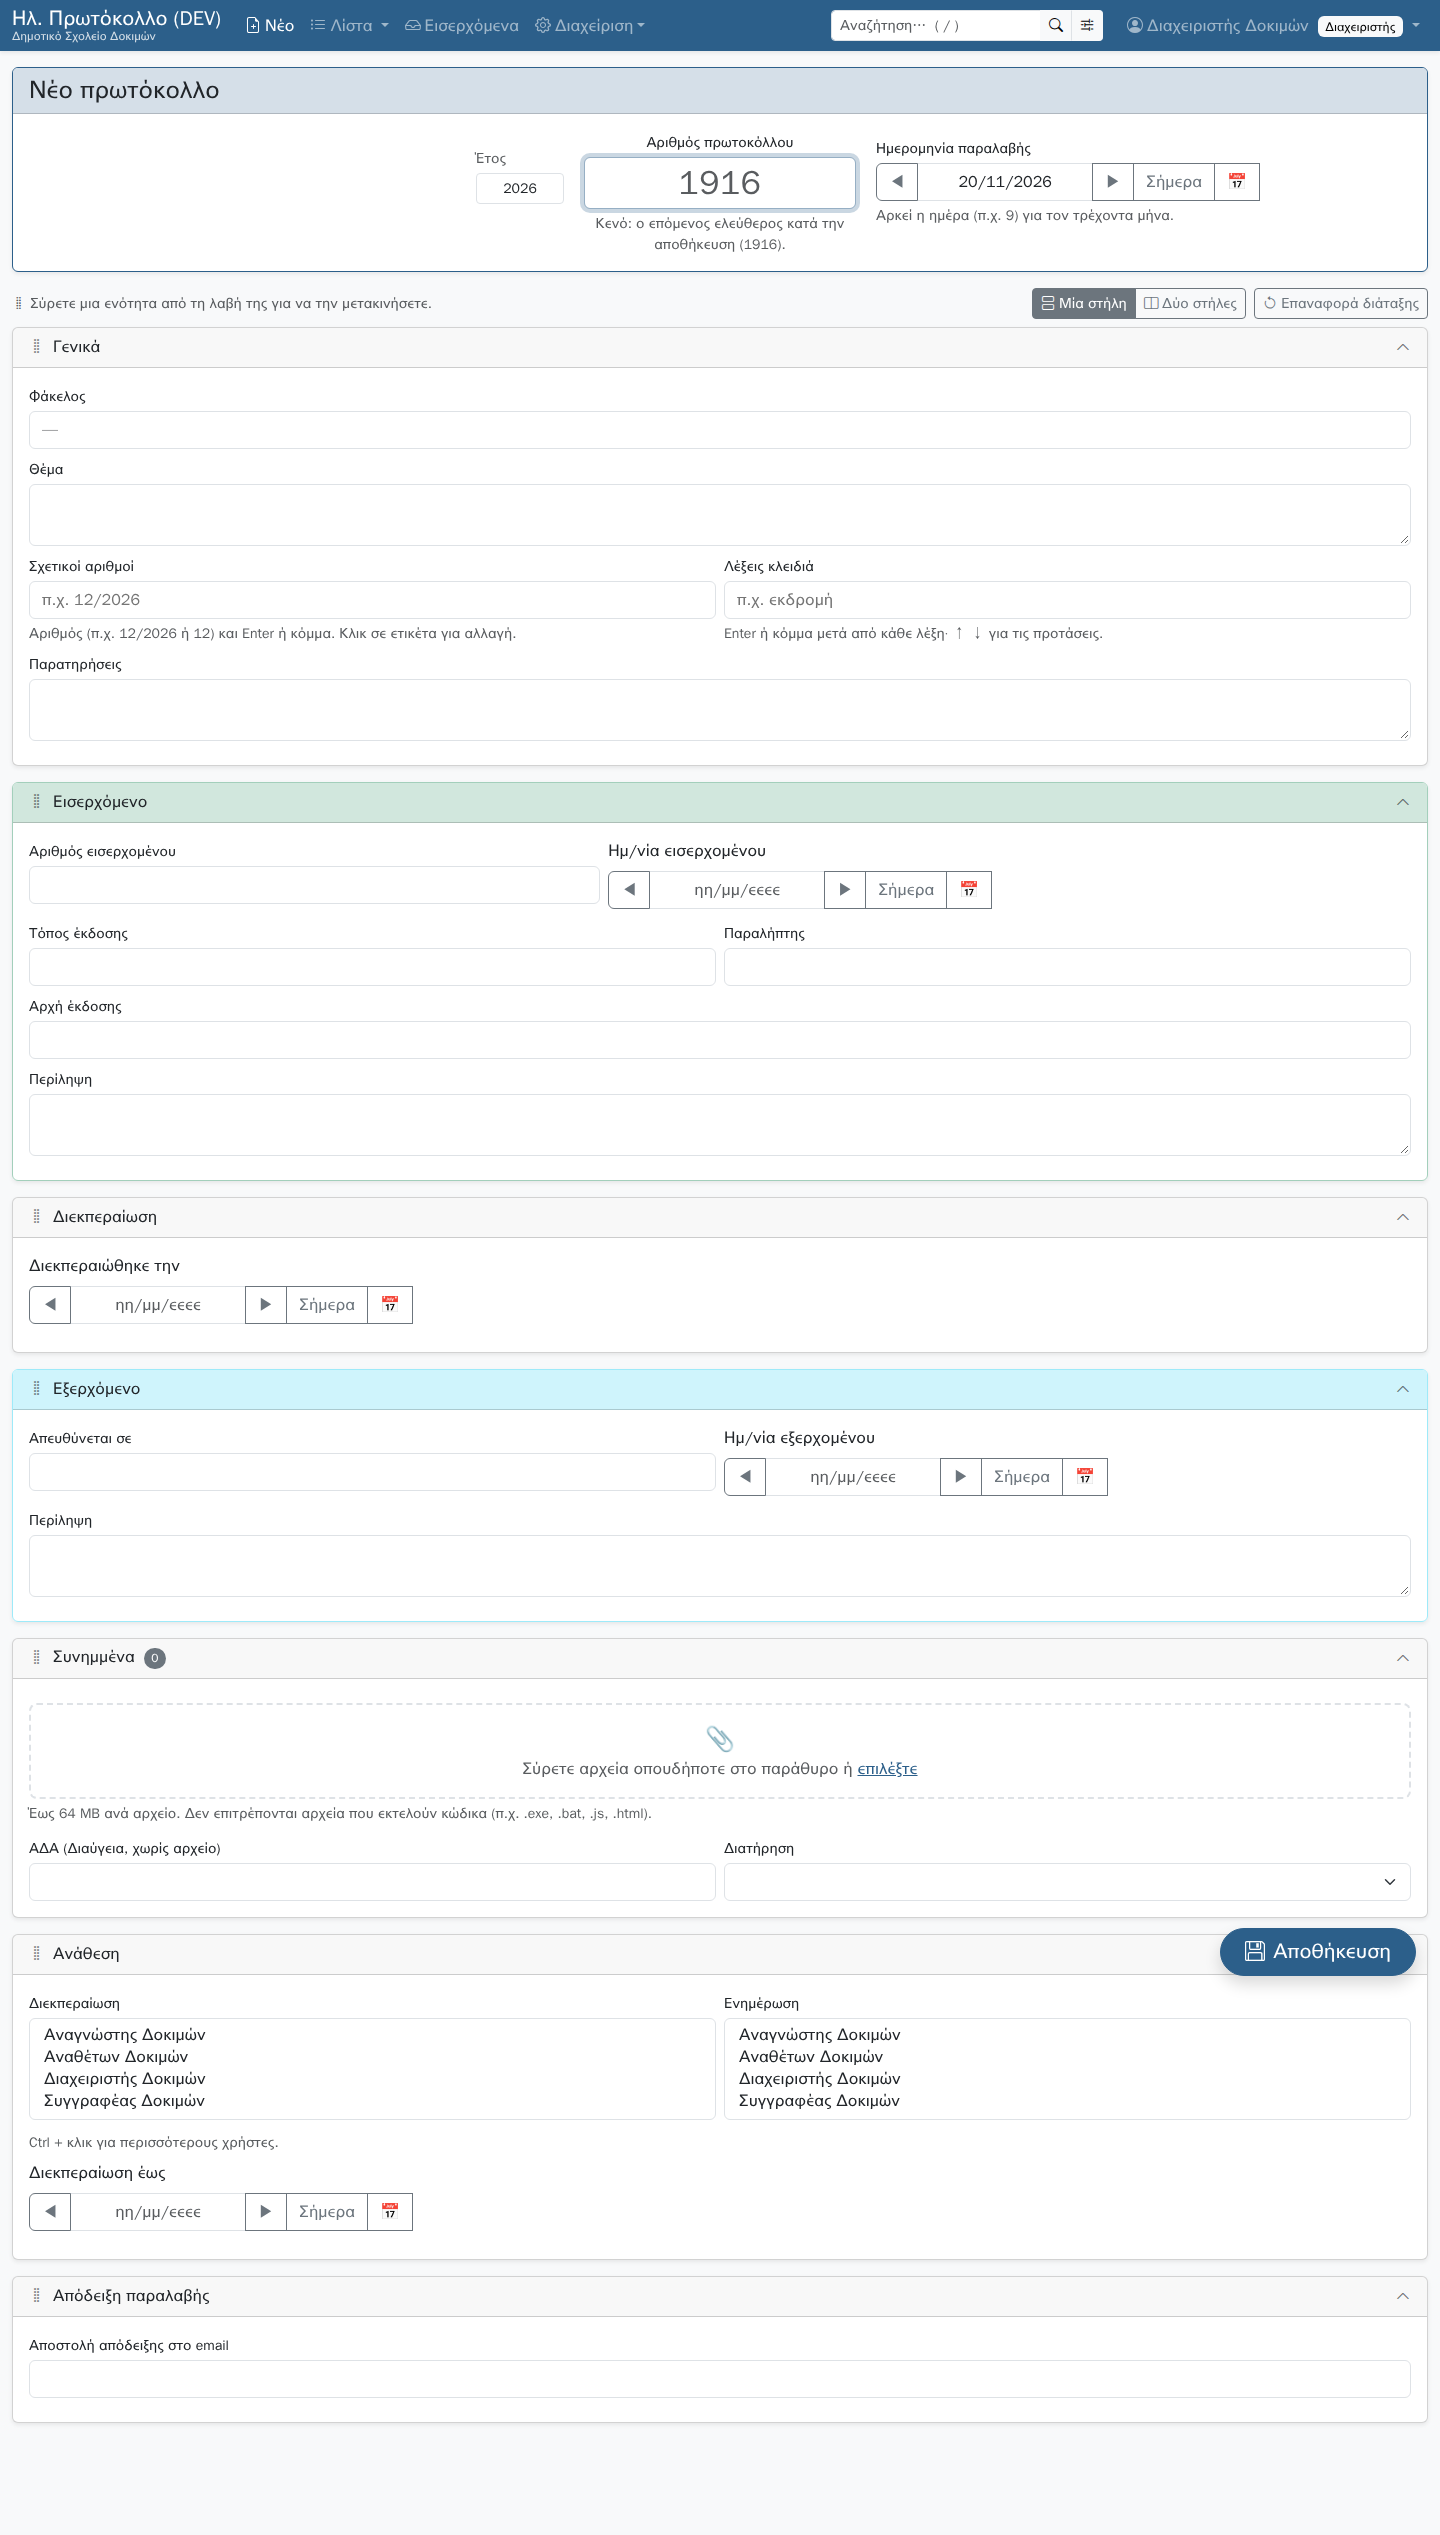 Ηλ. Πρωτόκολλο (DEV)
Δημοτικό Σχολείο Δοκιμών
Νέο Λίστα Εισερχόμενα Διαχείριση
Αναζήτηση… ( / )
Διαχειριστής Δοκιμών Διαχειριστής
Νέο πρωτόκολλο
Έτος
2026
Αριθμός πρωτοκόλλου
1916
Κενό: ο επόμενος ελεύθερος κατά την
αποθήκευση (1916).
Ημερομηνία παραλαβής
◀ 20/11/2026 ▶ Σήμερα
Αρκεί η ημέρα (π.χ. 9) για τον τρέχοντα μήνα.
Σύρετε μια ενότητα από τη λαβή της για να την μετακινήσετε.
Μία στήλη Δύο στήλες Επαναφορά διάταξης
Γενικά
Φάκελος
—
Θέμα
Σχετικοί αριθμοί Λέξεις κλειδιά
π.χ. 12/2026 π.χ. εκδρομή
Αριθμός (π.χ. 12/2026 ή 12) και Enter ή κόμμα. Κλικ σε ετικέτα για αλλαγή. Enter ή κόμμα μετά από κάθε λέξη· ↑ ↓ για τις προτάσεις.
Παρατηρήσεις
Εισερχόμενο
Αριθμός εισερχομένου Ημ/νία εισερχομένου
◀ ηη/μμ/εεεε ▶ Σήμερα
Τόπος έκδοσης Παραλήπτης
Αρχή έκδοσης
Περίληψη
Διεκπεραίωση
Διεκπεραιώθηκε την
◀ ηη/μμ/εεεε ▶ Σήμερα
Εξερχόμενο
Απευθύνεται σε Ημ/νία εξερχομένου
◀ ηη/μμ/εεεε ▶ Σήμερα
Περίληψη
Συνημμένα 0
Σύρετε αρχεία οπουδήποτε στο παράθυρο ή επιλέξτε
Έως 64 MB ανά αρχείο. Δεν επιτρέπονται αρχεία που εκτελούν κώδικα (π.χ. .exe, .bat, .js, .html).
ΑΔΑ (Διαύγεια, χωρίς αρχείο) Διατήρηση
Ανάθεση
Αποθήκευση
Διεκπεραίωση Ενημέρωση
Αναγνώστης Δοκιμών Αναγνώστης Δοκιμών
Αναθέτων Δοκιμών Αναθέτων Δοκιμών
Διαχειριστής Δοκιμών Διαχειριστής Δοκιμών
Συγγραφέας Δοκιμών Συγγραφέας Δοκιμών
Ctrl + κλικ για περισσότερους χρήστες.
Διεκπεραίωση έως
◀ ηη/μμ/εεεε ▶ Σήμερα
Απόδειξη παραλαβής
Αποστολή απόδειξης στο email